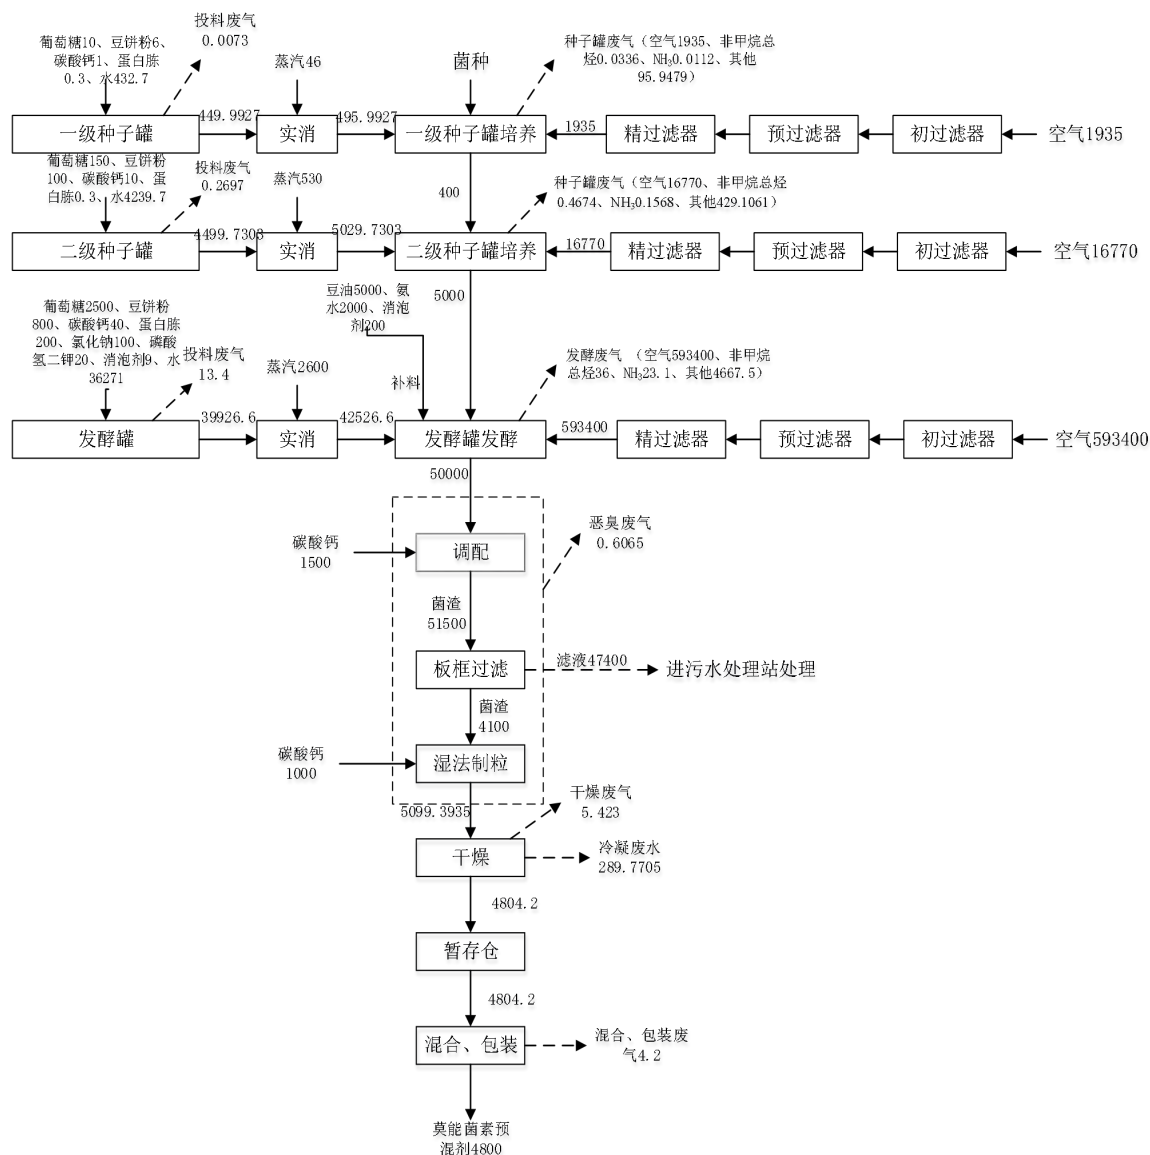 葡萄糖10、豆饼粉6、
碳酸钙1、蛋白胨
0.3、水432.7
投料废气
0.0073
蒸汽46
菌种
种子罐废气（空气1935、非甲烷总
烃0.0336、NH₃0.0112、其他
95.9479）
一级种子罐
449.9927
实消
495.9927
一级种子罐培养
1935
精过滤器
预过滤器
初过滤器
空气1935
葡萄糖150、豆饼粉
100、碳酸钙10、蛋
白胨0.3、水4239.7
投料废气
0.2697
蒸汽530
400
种子罐废气（空气16770、非甲烷总烃
0.4674、NH₃0.1568、其他429.1061）
二级种子罐
4499.7303
实消
5029.7303
二级种子罐培养
16770
精过滤器
预过滤器
初过滤器
空气16770
葡萄糖2500、豆饼粉
800、碳酸钙40、蛋白胨
200、氯化钠100、磷酸
氢二钾20、消泡剂9、水
36271
投料废气
13.4
蒸汽2600
豆油5000、氨
水2000、消泡
剂200
补料
5000
发酵废气 （空气593400、非甲烷
总烃36、NH₃23.1、其他4667.5）
发酵罐
39926.6
实消
42526.6
发酵罐发酵
593400
精过滤器
预过滤器
初过滤器
空气593400
50000
碳酸钙
1500
调配
恶臭废气
0.6065
菌渣
51500
板框过滤
滤液47400
进污水处理站处理
菌渣
4100
碳酸钙
1000
湿法制粒
5099.3935
干燥废气
5.423
干燥
冷凝废水
289.7705
4804.2
暂存仓
4804.2
混合、包装
混合、包装废
气4.2
莫能菌素预
混剂4800